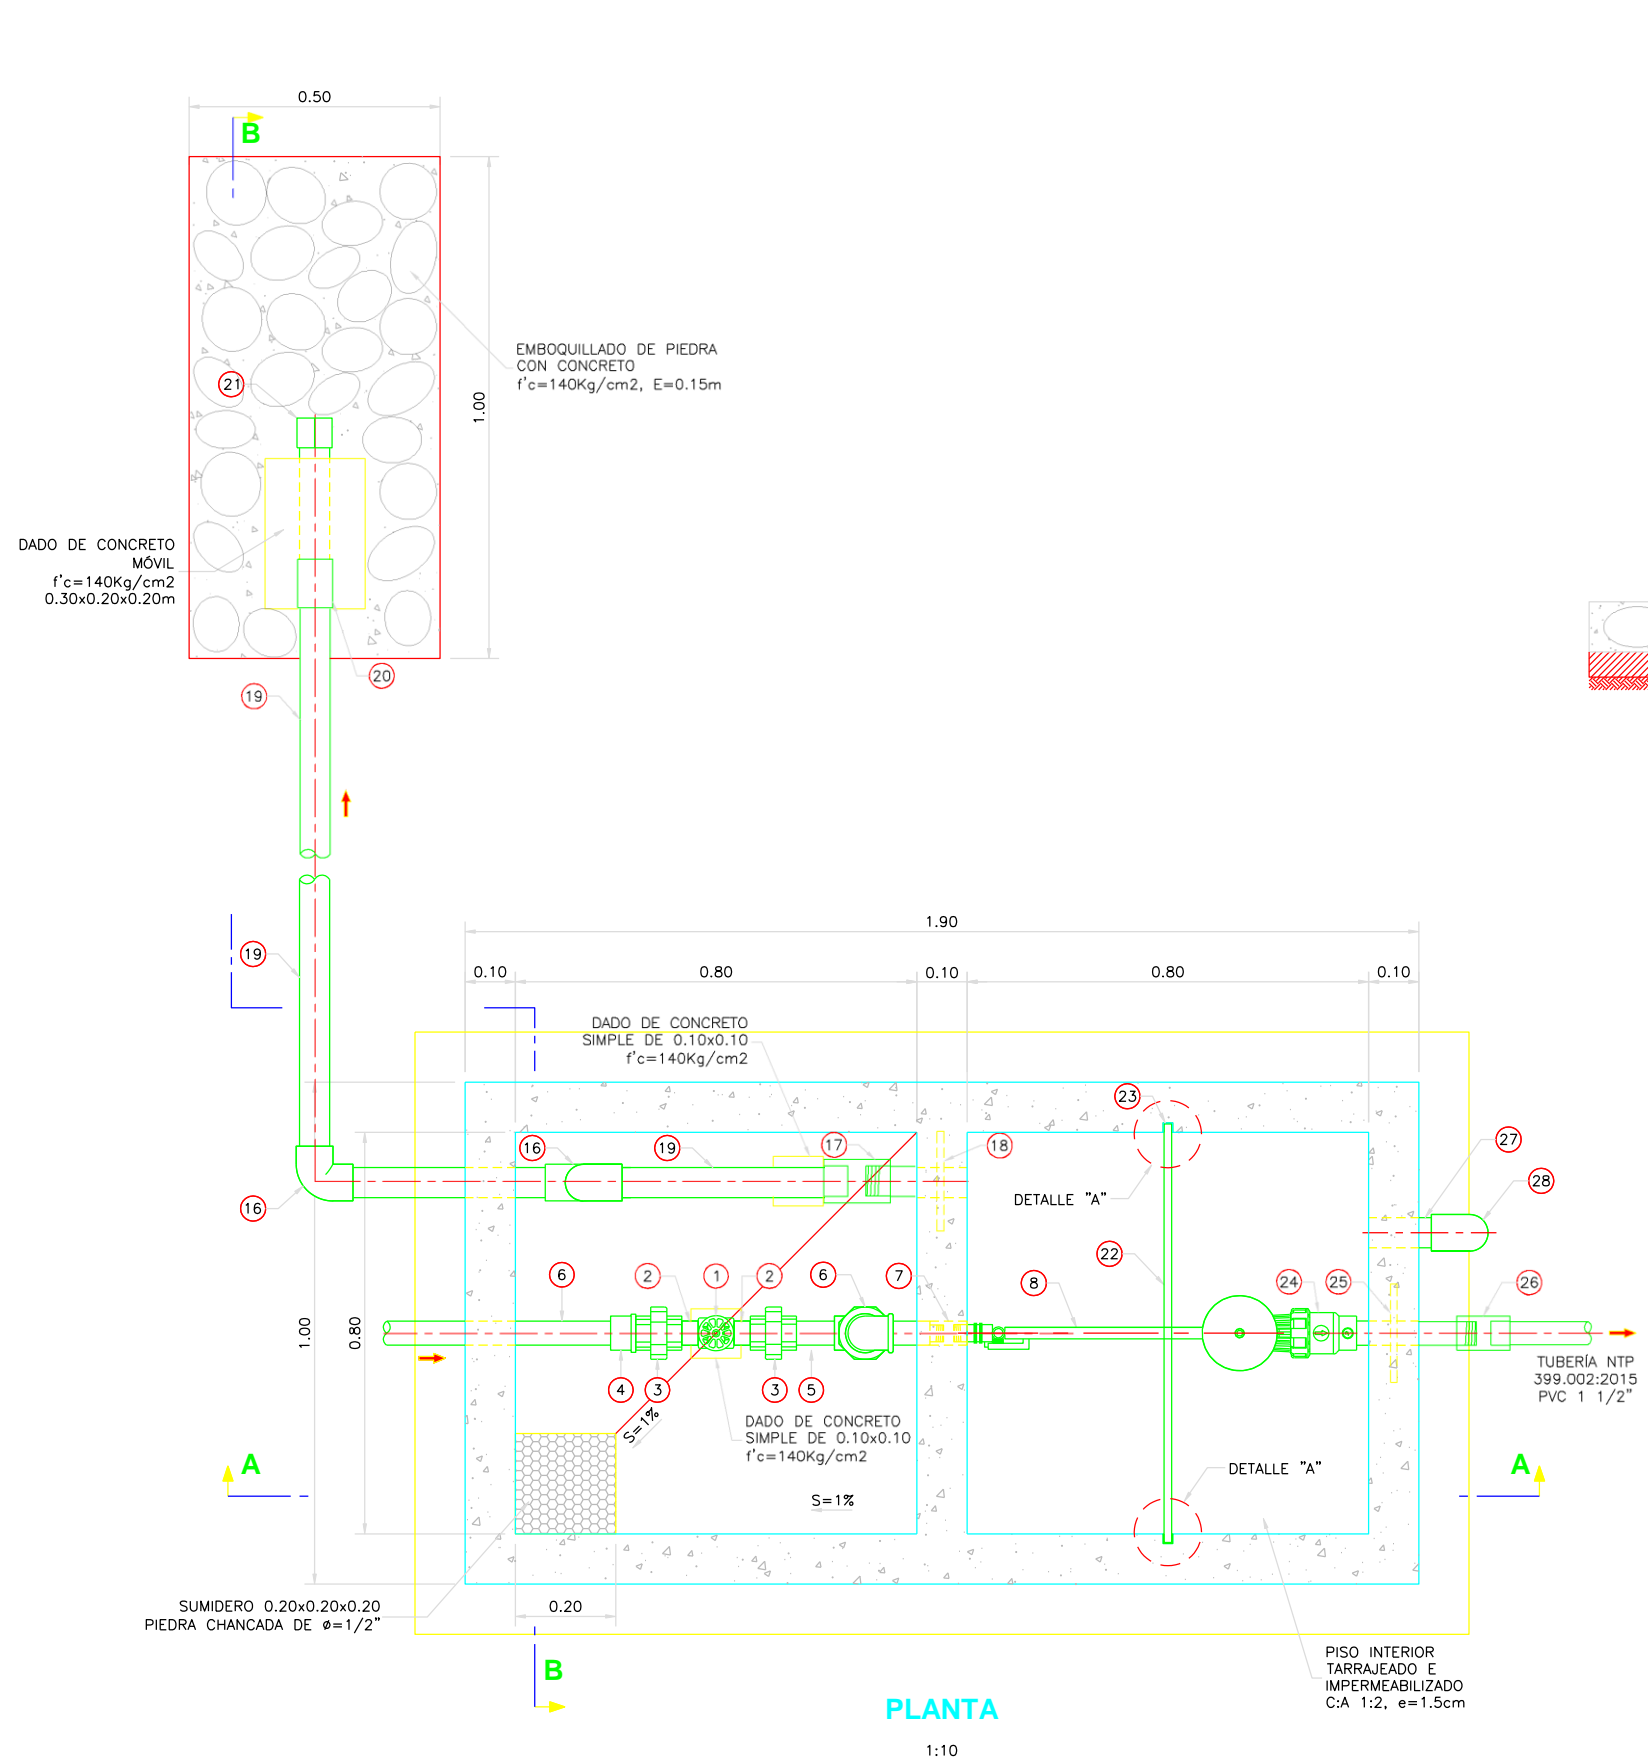 0.50
B
EMBOQUILLADO DE PIEDRA
CON CONCRETO
f'c=140Kg/cm2, E=0.15m
21
1.00
DADO DE CONCRETO
MÓVIL
f'c=140Kg/cm2
0.30x0.20x0.20m
20
19
19
1.90
0.10
0.80
0.10
0.80
0.10
DADO DE CONCRETO
SIMPLE DE 0.10x0.10
f'c=140Kg/cm2
23
16
19
17
18
27
28
16
DETALLE "A"
22
6
2
1
2
6
7
8
24
25
26
1.00
0.80
TUBERÍA NTP
399.002:2015
PVC 1 1/2"
4
3
3
5
S=1%
DADO DE CONCRETO
SIMPLE DE 0.10x0.10
f'c=140Kg/cm2
A
DETALLE "A"
A
S=1%
SUMIDERO 0.20x0.20x0.20
PIEDRA CHANCADA DE ø=1/2"
0.20
B
PISO INTERIOR
TARRAJEADO E
IMPERMEABILIZADO
C:A 1:2, e=1.5cm
PLANTA
1:10